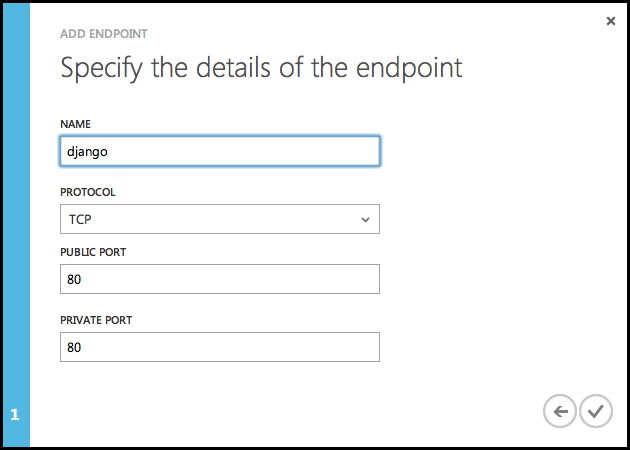 ADD ENDPOINT
Specify the details of the endpoint
NAME
django
PROTOCOL
TCP
PUBLIC PORT
80
PRIVATE PORT
80
1